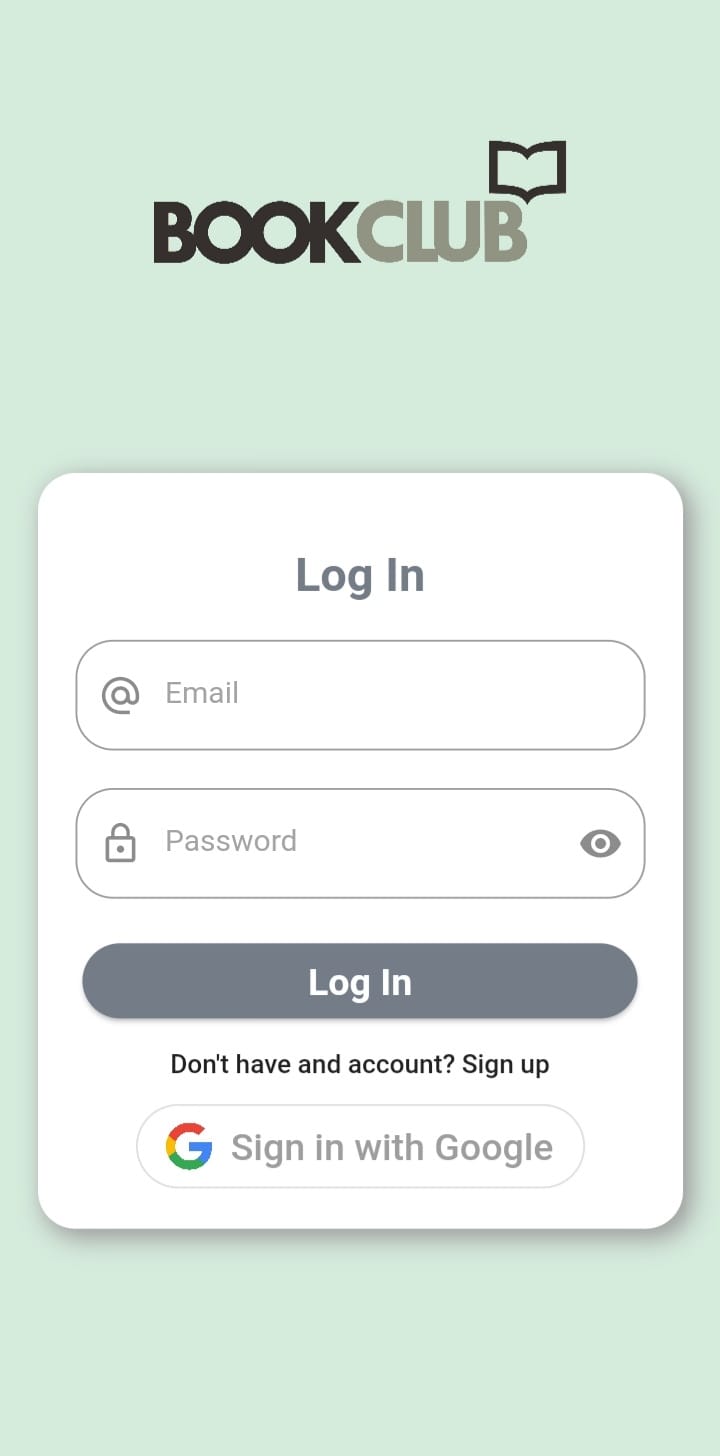 BOOKCLUB
Log In
Email
Password
Log In
Don't have and account? Sign up
Sign in with Google